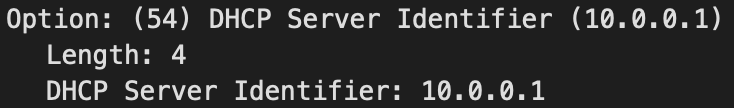 Option: (54) DHCP Server Identifier (10.0.0.1)
Length: 4
DHCP Server Identifier: 10.0.0.1